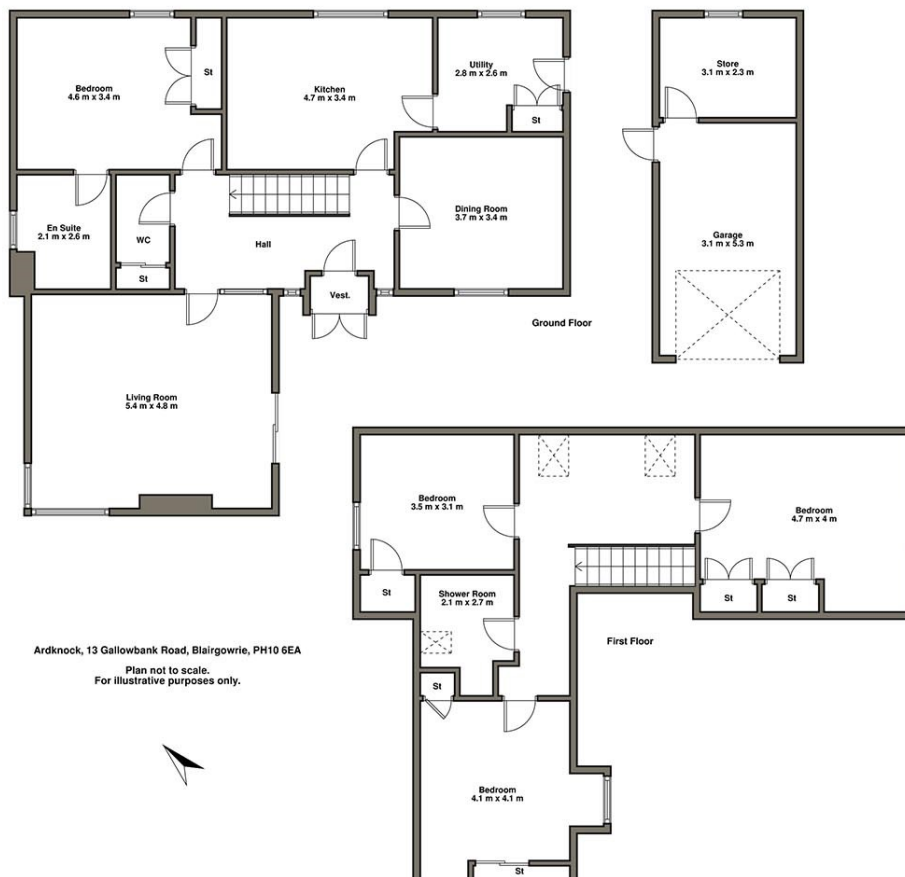 Bedroom
4.6 m x 3.4 m
St
Kitchen
4.7 m x 3.4 m
Utility
2.8 m x 2.6 m
St
Store
3.1 m x 2.3 m
En Suite
2.1 m x 2.6 m
WC
St
Hall
Dining Room
3.7 m x 3.4 m
Garage
3.1 m x 5.3 m
Vest.
Ground Floor
Living Room
5.4 m x 4.8 m
Bedroom
3.5 m x 3.1 m
Bedroom
4.7 m x 4 m
St
Shower Room
2.1 m x 2.7 m
St
St
First Floor
St
Bedroom
4.1 m x 4.1 m
St
Ardknock, 13 Gallowbank Road, Blairgowrie, PH10 6EA
Plan not to scale.
For illustrative purposes only.